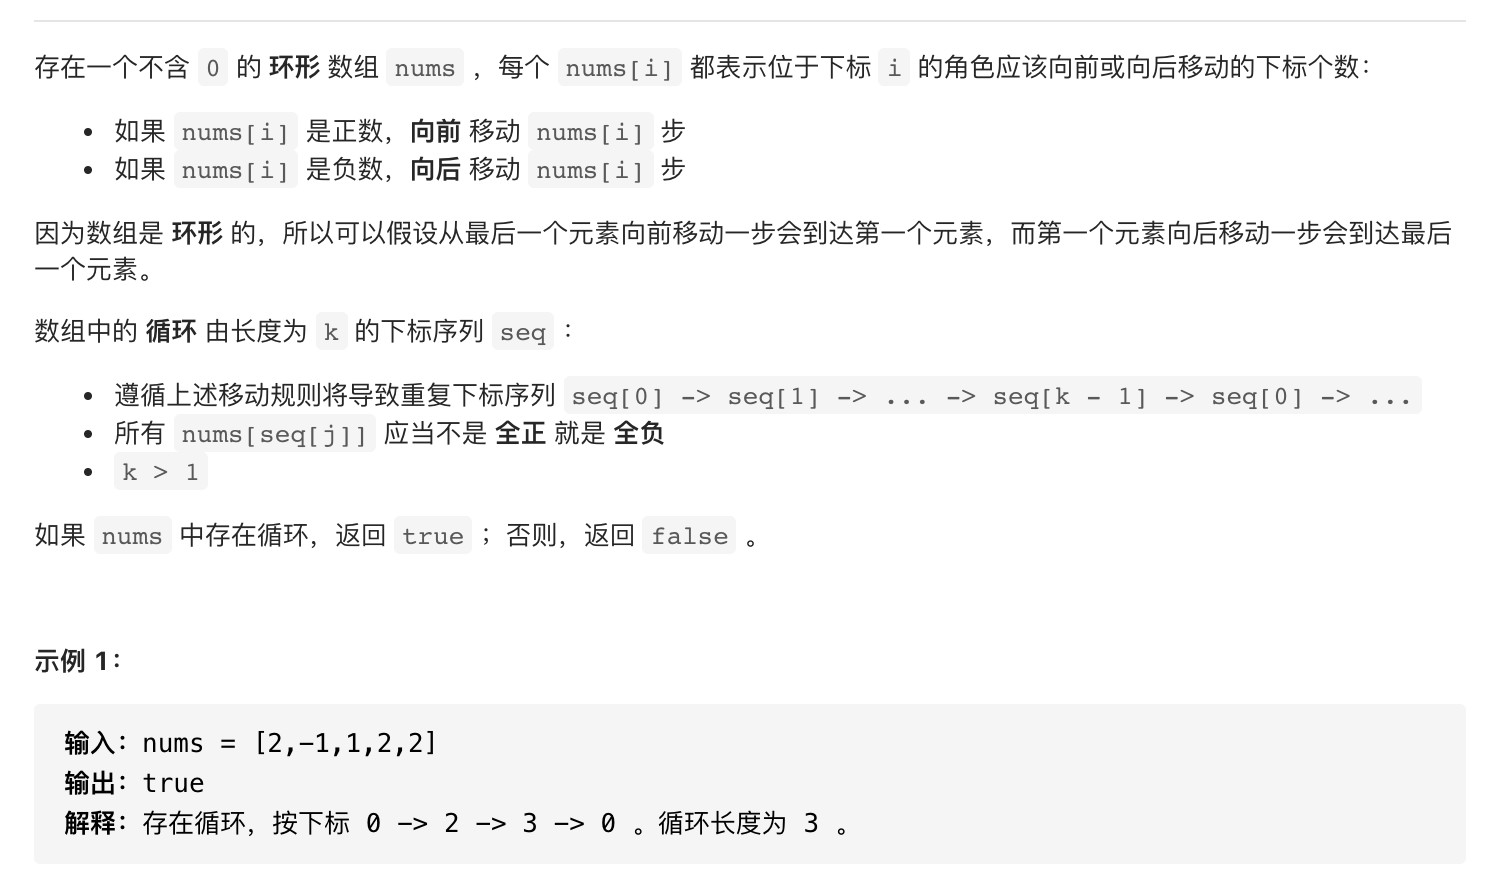 存在一个不含 0 的 环形 数组 nums ，每个 nums[i] 都表示位于下标 i 的角色应该向前或向后移动的下标个数：
• 如果 nums[i] 是正数，向前 移动 nums[i] 步
• 如果 nums[i] 是负数，向后 移动 nums[i] 步
因为数组是 环形 的，所以可以假设从最后一个元素向前移动一步会到达第一个元素，而第一个元素向后移动一步会到达最后
一个元素。
数组中的 循环 由长度为 k 的下标序列 seq ：
• 遵循上述移动规则将导致重复下标序列 seq[0] -> seq[1] -> ... -> seq[k - 1] -> seq[0] -> ...
• 所有 nums[seq[j]] 应当不是 全正 就是 全负
• k > 1
如果 nums 中存在循环，返回 true ；否则，返回 false 。
示例 1：
输入：nums = [2,-1,1,2,2]
输出：true
解释：存在循环，按下标 0 -> 2 -> 3 -> 0 。循环长度为 3 。